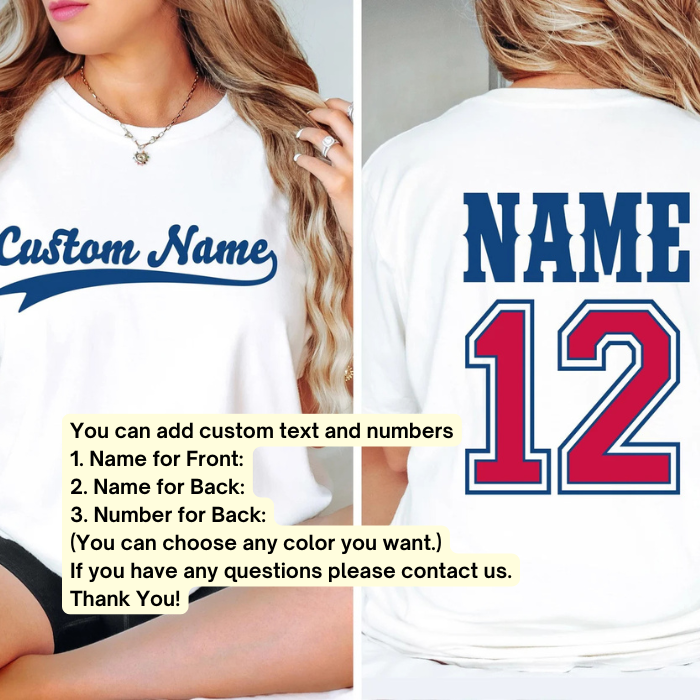 Custom Name
NAME
12
You can add custom text and numbers
1. Name for Front:
2. Name for Back:
3. Number for Back:
(You can choose any color you want.)
If you have any questions please contact us.
Thank You!